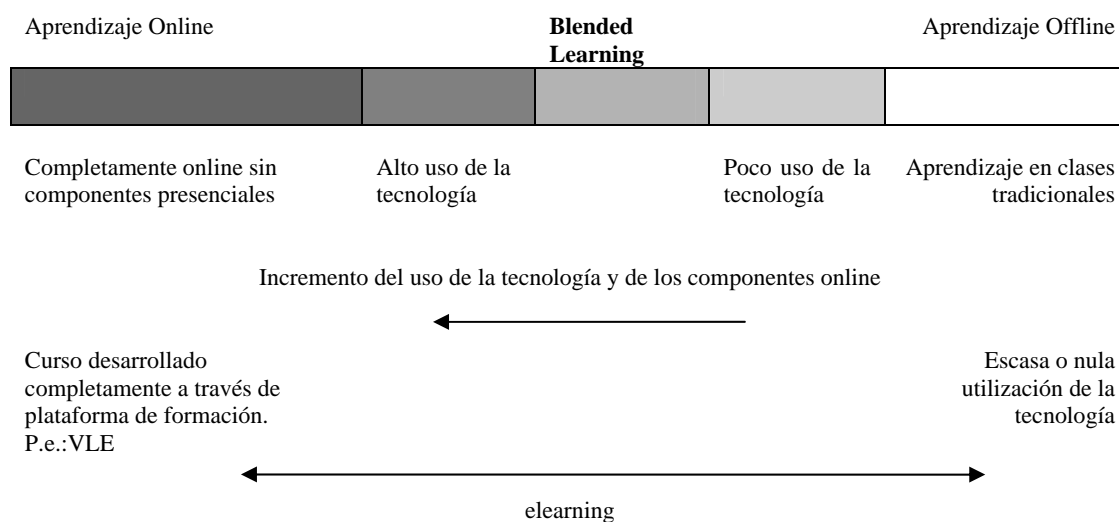 Aprendizaje Online
Blended
Learning
Aprendizaje Offline
Completamente online sin
componentes presenciales
Alto uso de la
tecnología
Poco uso de la
tecnología
Aprendizaje en clases
tradicionales
Incremento del uso de la tecnología y de los componentes online
Curso desarrollado
completamente a través de
plataforma de formación.
P.e.:VLE
Escasa o nula
utilización de la
tecnología
elearning